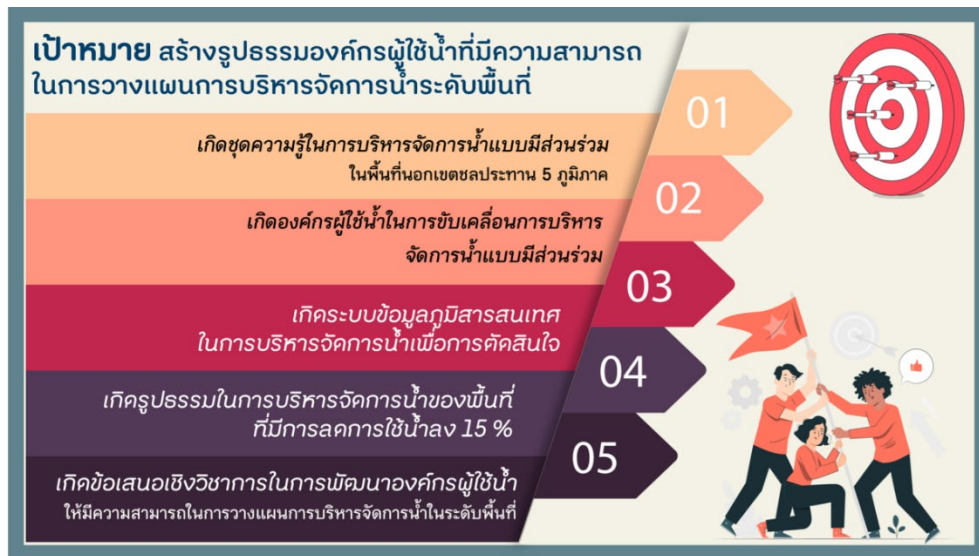 เป้าหมาย สร้างรูปธรรมองค์กรผู้ใช้น้ำที่มีความสามารถ
ในการวางแผนการบริหารจัดการน้ำระดับพื้นที่
01
เกิดชุดความรู้ในการบริหารจัดการน้ำแบบมีส่วนร่วม
ในพื้นที่นอกเขตชลประทาน 5 ภูมิภาค
02
เกิดองค์กรผู้ใช้น้ำในการขับเคลื่อนการบริหาร
จัดการน้ำแบบมีส่วนร่วม
03
เกิดระบบข้อมูลภูมิสารสนเทศ
ในการบริหารจัดการน้ำเพื่อการตัดสินใจ
04
เกิดรูปธรรมในการบริหารจัดการน้ำของพื้นที่
ที่มีการลดการใช้น้ำลง 15 %
05
เกิดข้อเสนอเชิงวิชาการในการพัฒนาองค์กรผู้ใช้น้ำ
ให้มีความสามารถในการวางแผนการบริหารจัดการน้ำในระดับพื้นที่